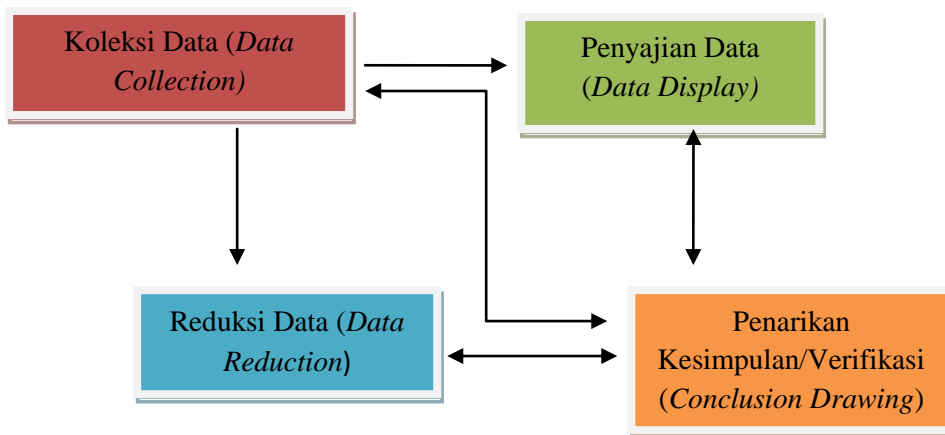 Koleksi Data (Data
Collection)
Penyajian Data
(Data Display)
Reduksi Data (Data
Reduction)
Penarikan
Kesimpulan/Verifikasi
(Conclusion Drawing)